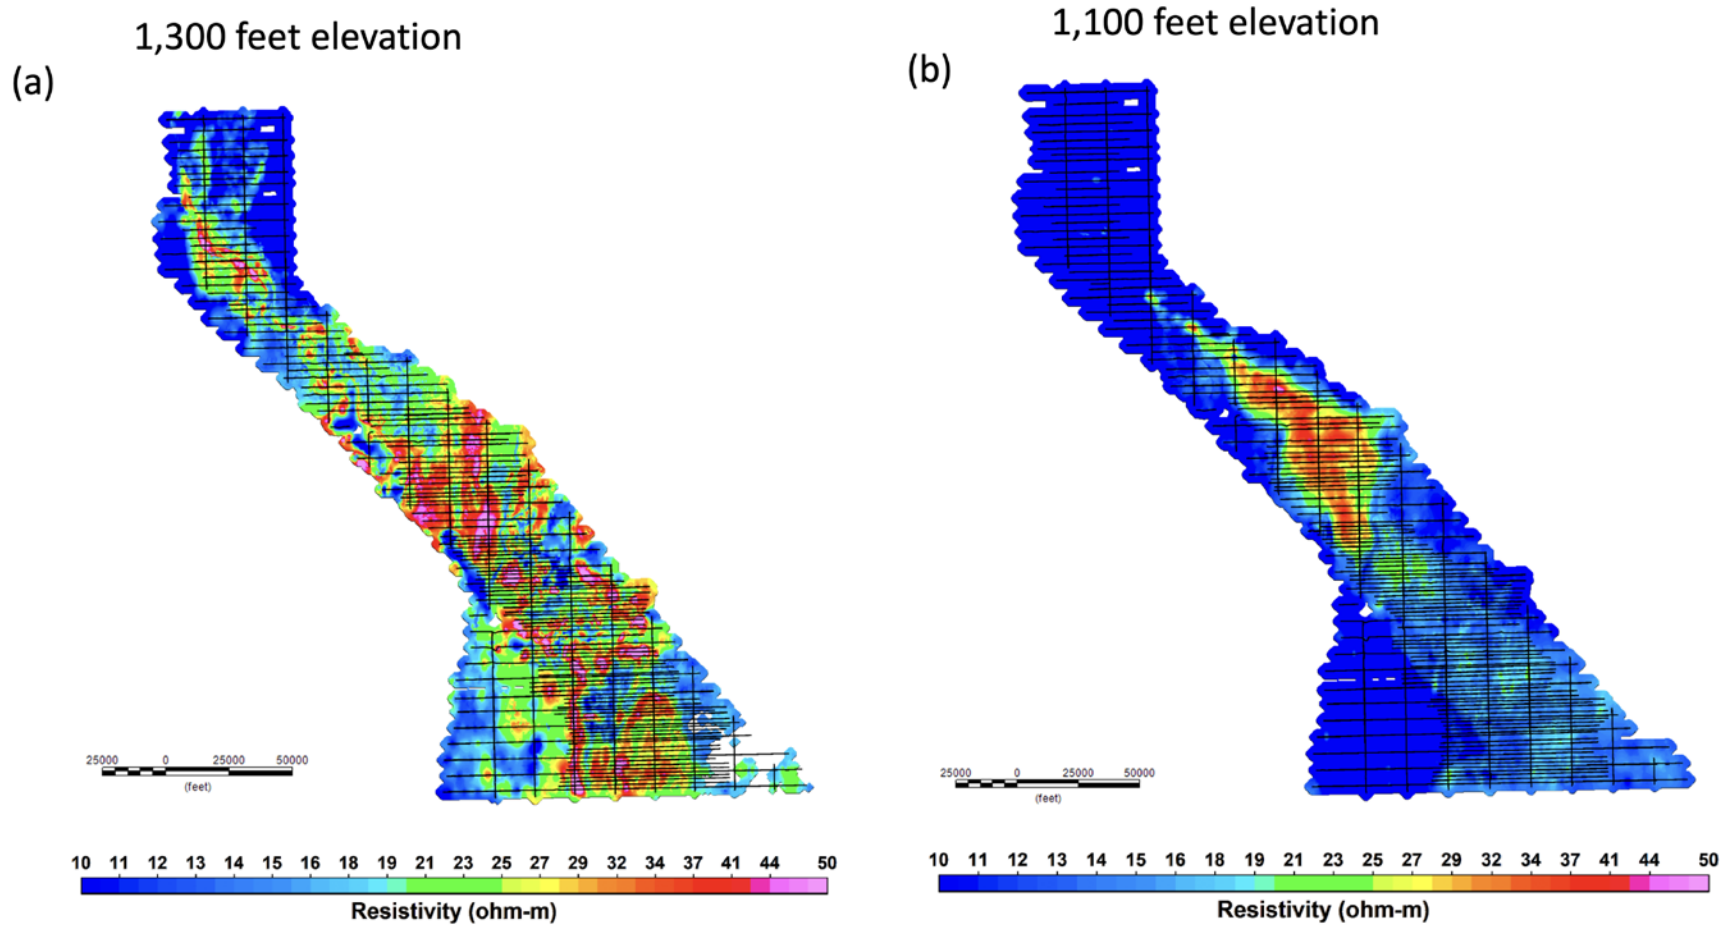 1,300 feet elevation
1,100 feet elevation
(a)
(b)
25000 0 25000 50000
(feet)
25000 0 25000 50000
(feet)
10 11 12 13 14 15 16 18 19 21 23 25 27 29 32 34 37 41 44 50
Resistivity (ohm-m)
10 11 12 13 14 15 16 18 19 21 23 25 27 29 32 34 37 41 44 50
Resistivity (ohm-m)